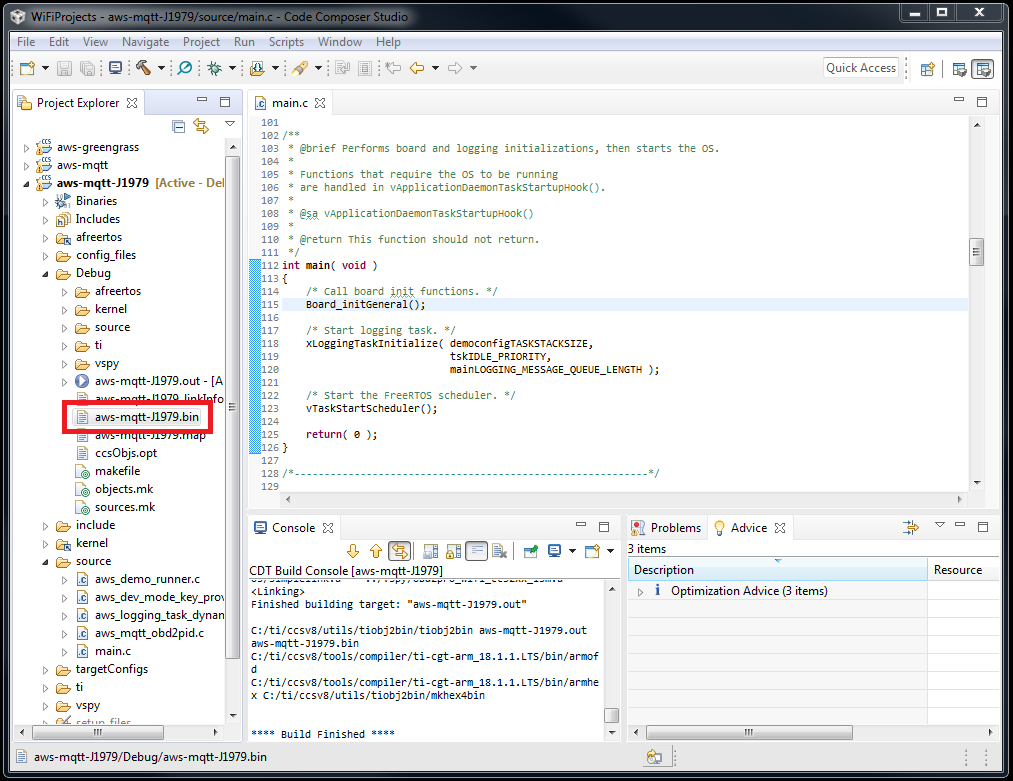 WiFiProjects - aws-mqtt-J1979/source/main.c - Code Composer Studio
File Edit View Navigate Project Run Scripts Window Help
Quick Access
Project Explorer
aws-greengrass
aws-mqtt
aws-mqtt-J1979 [Active - Del
Binaries
Includes
afreertos
config_files
Debug
afreertos
kernel
source
ti
vspy
aws-mqtt-J1979.out - [A
aws-mqtt-J1979_linkInfo
aws-mqtt-J1979.bin
aws-mqtt-J1979.map
ccsObjs.opt
makefile
objects.mk
sources.mk
include
kernel
source
aws_demo_runner.c
aws_dev_mode_key_prov
aws_logging_task_dynan
aws_mqtt_obd2pid.c
main.c
targetConfigs
ti
vspy
setup_files
main.c
101
102 /**
103  * @brief Performs board and logging initializations, then starts the OS.
104  *
105  * Functions that require the OS to be running
106  * are handled in vApplicationDaemonTaskStartupHook().
107  *
108  * @sa vApplicationDaemonTaskStartupHook()
109  *
110  * @return This function should not return.
111  */
112 int main( void )
113 {
114     /* Call board init functions. */
115     Board_initGeneral();
116
117     /* Start logging task. */
118     xLoggingTaskInitialize( democonfigTASKSTACKSIZE,
119                             tskIDLE_PRIORITY,
120                             mainLOGGING_MESSAGE_QUEUE_LENGTH );
121
122     /* Start the FreeRTOS scheduler. */
123     vTaskStartScheduler();
124
125     return( 0 );
126 }
127
128 /*-----------------------------------------------------------*/
129
Console
CDT Build Console [aws-mqtt-J1979]
<Linking>
Finished building target: "aws-mqtt-J1979.out"
C:/ti/ccsv8/utils/tiobj2bin/tiobj2bin aws-mqtt-J1979.out
aws-mqtt-J1979.bin
C:/ti/ccsv8/tools/compiler/ti-cgt-arm_18.1.1.LTS/bin/armof
d
C:/ti/ccsv8/tools/compiler/ti-cgt-arm_18.1.1.LTS/bin/armhe
x C:/ti/ccsv8/utils/tiobj2bin/mkhex4bin
**** Build Finished ****
Problems
Advice
3 items
Description Resource
Optimization Advice (3 items)
aws-mqtt-J1979/Debug/aws-mqtt-J1979.bin